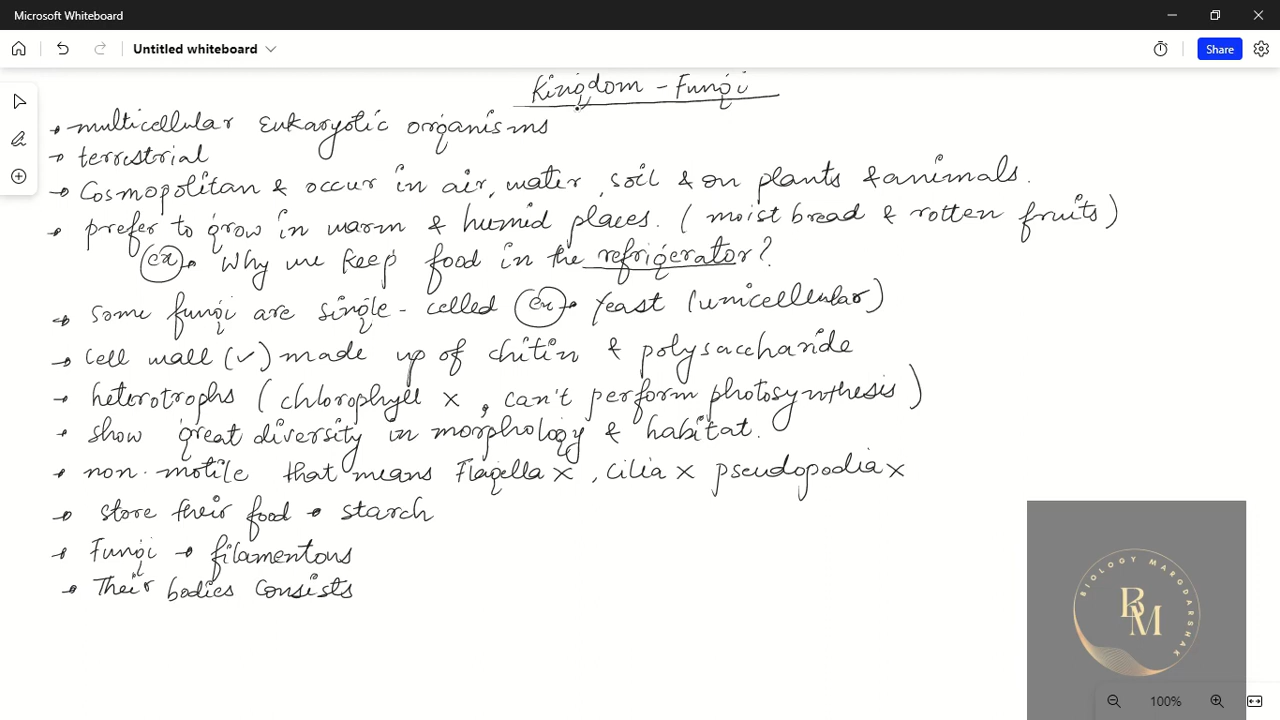 Microsoft Whiteboard
Untitled whiteboard
Share
Kingdom - Fungi
multicellular Eukaryotic organisms
terrestrial
Cosmopolitan & occur in air, water, soil & on plants & animals.
prefer to grow in warm & humid places. (moist bread & rotten fruits)
(ex) Why we keep food in the refrigerator?
Some fungi are single-celled (ex) Yeast (unicellular)
Cell wall (✓) made up of chitin & polysaccharide
heterotrophs (chlorophyll x, can't perform photosynthesis)
show great diversity in morphology & habitat.
non-motile that means Flagella x, cilia x pseudopodia x
store their food → starch
Fungi → filamentous
Their bodies Consists
BIOLOGY MARGDARSHAK
BM
100%